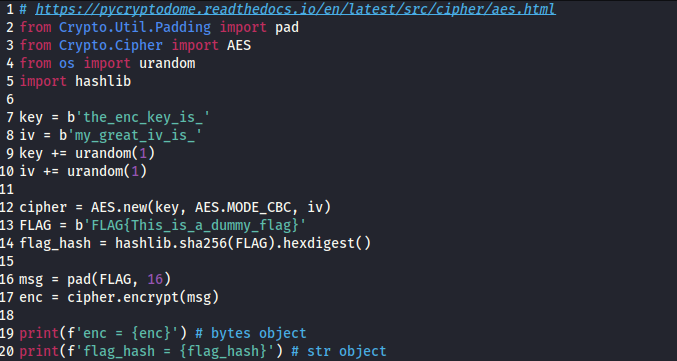 1 # https://pycryptodome.readthedocs.io/en/latest/src/cipher/aes.html
2 from Crypto.Util.Padding import pad
3 from Crypto.Cipher import AES
4 from os import urandom
5 import hashlib
6
7 key = b'the_enc_key_is_'
8 iv = b'my_great_iv_is_'
9 key += urandom(1)
10 iv += urandom(1)
11
12 cipher = AES.new(key, AES.MODE_CBC, iv)
13 FLAG = b'FLAG{This_is_a_dummy_flag}'
14 flag_hash = hashlib.sha256(FLAG).hexdigest()
15
16 msg = pad(FLAG, 16)
17 enc = cipher.encrypt(msg)
18
19 print(f'enc = {enc}') # bytes object
20 print(f'flag_hash = {flag_hash}') # str object